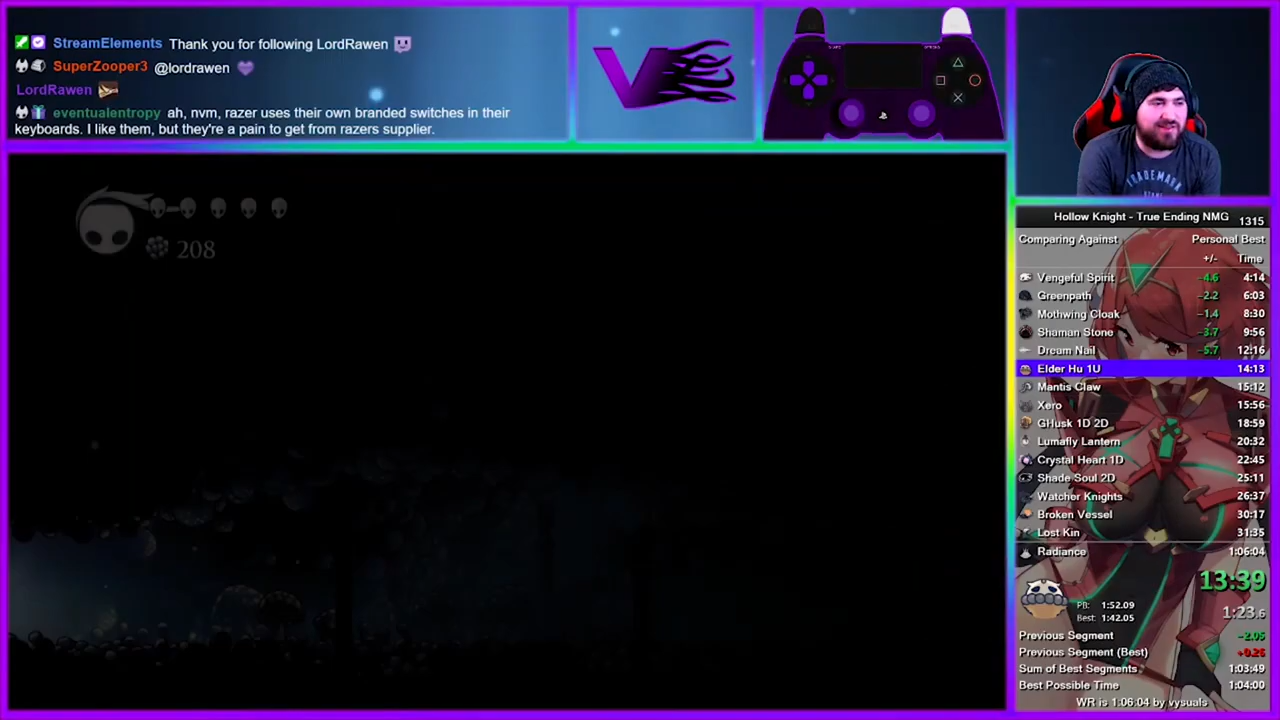 StreamElements Thank you for following LordRawen
SuperZooper3 @lordrawen
LordRawen
eventualentropy ah, nvm, razer uses their own branded switches in their
keyboards. I like them, but they're a pain to get from razers supplier.
208
TRADEMARK
Hollow Knight - True Ending NMG 1315
Comparing Against Personal Best
+/- Time
Vengeful Spirit -4.6 4:14
Greenpath -2.2 6:03
Mothwing Cloak -1.4 8:30
Shaman Stone -3.7 9:56
Dream Nail -5.7 12:16
Elder Hu 1U 14:13
Mantis Claw 15:12
Xero 15:56
GHusk 1D 2D 18:59
Lumafly Lantern 20:32
Crystal Heart 1D 22:45
Shade Soul 2D 25:11
Watcher Knights 26:37
Broken Vessel 30:17
Lost Kin 31:35
Radiance 1:06:04
13:39
PB: 1:52.09
Best: 1:42.05
1:23.6
Previous Segment -2.05
Previous Segment (Best) +0.26
Sum of Best Segments 1:03:49
Best Possible Time 1:04:00
WR is 1:06:04 by vysuals